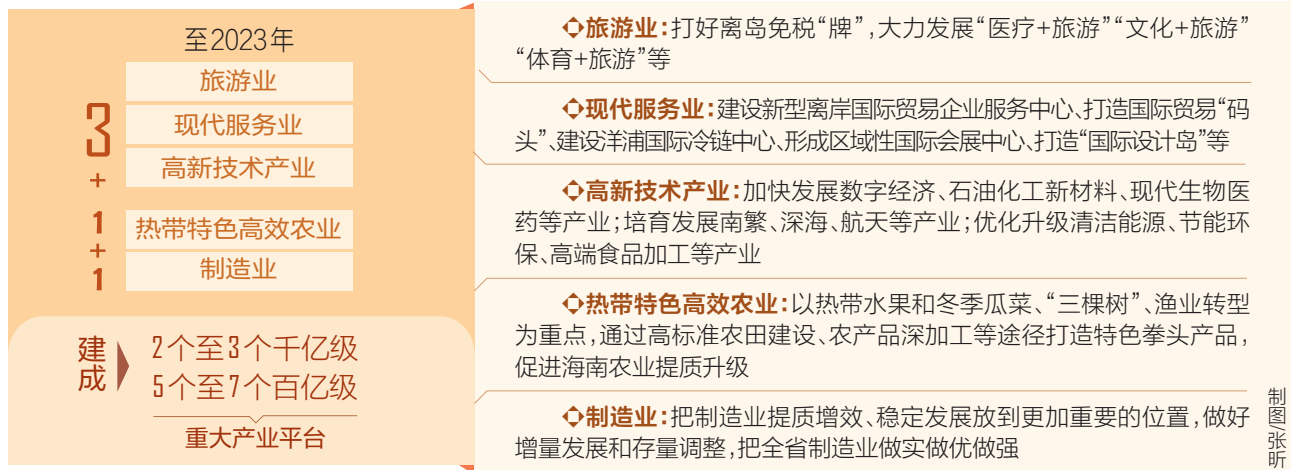 至2023年
3
旅游业
现代服务业
高新技术产业
+
1
热带特色高效农业
+
1
制造业
建成
2个至3个千亿级
5个至7个百亿级
重大产业平台
旅游业:打好离岛免税“牌”,大力发展“医疗+旅游”“文化+旅游”
“体育+旅游”等
现代服务业:建设新型离岸国际贸易企业服务中心、打造国际贸易“码
头”、建设洋浦国际冷链中心、形成区域性国际会展中心、打造“国际设计岛”等
高新技术产业:加快发展数字经济、石油化工新材料、现代生物医
药等产业;培育发展南繁、深海、航天等产业;优化升级清洁能源、节能环
保、高端食品加工等产业
热带特色高效农业:以热带水果和冬季瓜菜、“三棵树”、渔业转型
为重点,通过高标准农田建设、农产品深加工等途径打造特色拳头产品,
促进海南农业提质升级
制造业:把制造业提质增效、稳定发展放到更加重要的位置,做好
增量发展和存量调整,把全省制造业做实做优做强
制图/张昕